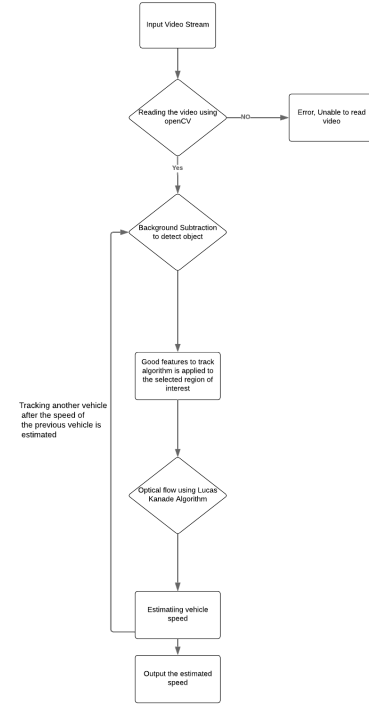 Input Video Stream
Reading the video using
openCV
NO
Error, Unable to read
video
Yes
Background Subtraction
to detect object
Good features to track
algorithm is applied to
the selected region of
interest
Tracking another vehicle
after the speed of
the previous vehicle is
estimated
Optical flow using Lucas
Kanade Algorithm
Estimatiing vehicle
speed
Output the estimated
speed